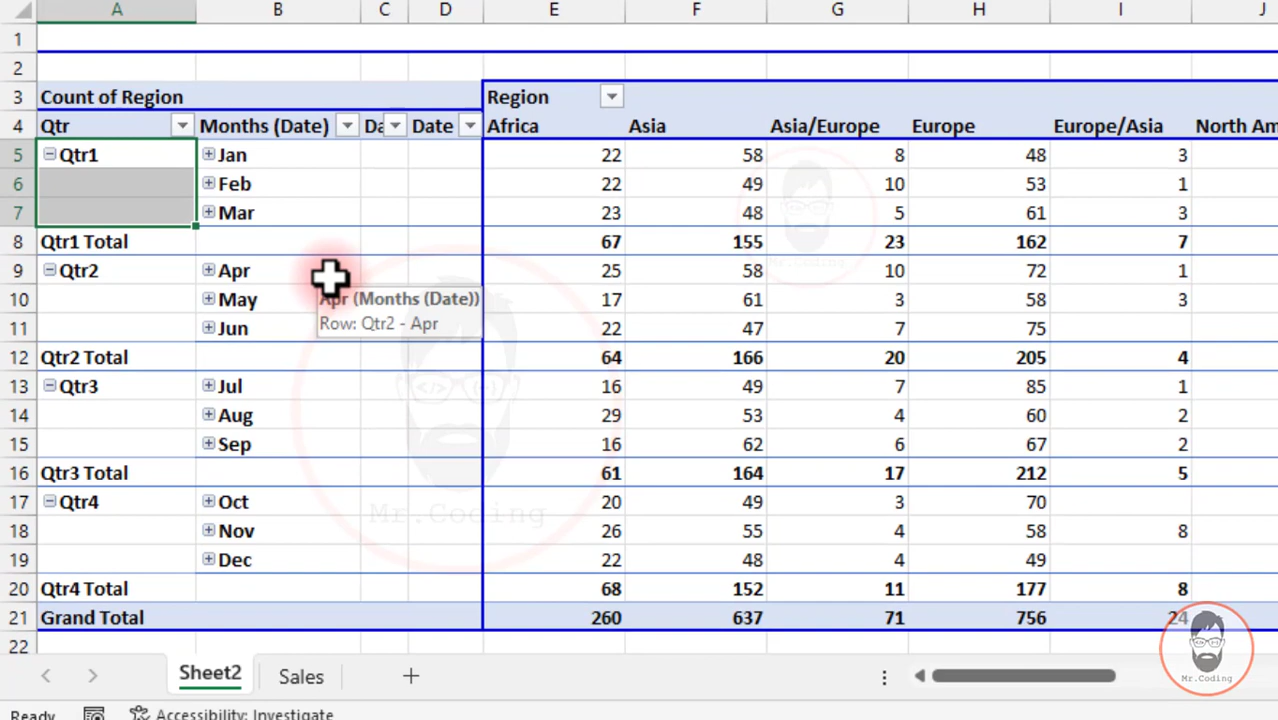 A B C D E F G H I J
1
2
3 Count of Region Region
4 Qtr Months (Date) Da Date Africa Asia Asia/Europe Europe Europe/Asia North Am
5 Qtr1 Jan 22 58 8 48 3
6 Feb 22 49 10 53 1
7 Mar 23 48 5 61 3
8 Qtr1 Total 67 155 23 162 7
9 Qtr2 Apr 25 58 10 72 1
10 May Apr (Months (Date)) 17 61 3 58 3
11 Jun Row: Qtr2 - Apr 22 47 7 75
12 Qtr2 Total 64 166 20 205 4
13 Qtr3 Jul 16 49 7 85 1
14 Aug 29 53 4 60 2
15 Sep 16 62 6 67 2
16 Qtr3 Total 61 164 17 212 5
17 Qtr4 Oct 20 49 3 70
18 Nov 26 55 4 58 8
19 Dec 22 48 4 49
20 Qtr4 Total 68 152 11 177 8
21 Grand Total 260 637 71 756 24
22
Mr.Coding
Mr.Coding
Mr.Coding
Sheet2 Sales
Ready Accessibility: Investigate